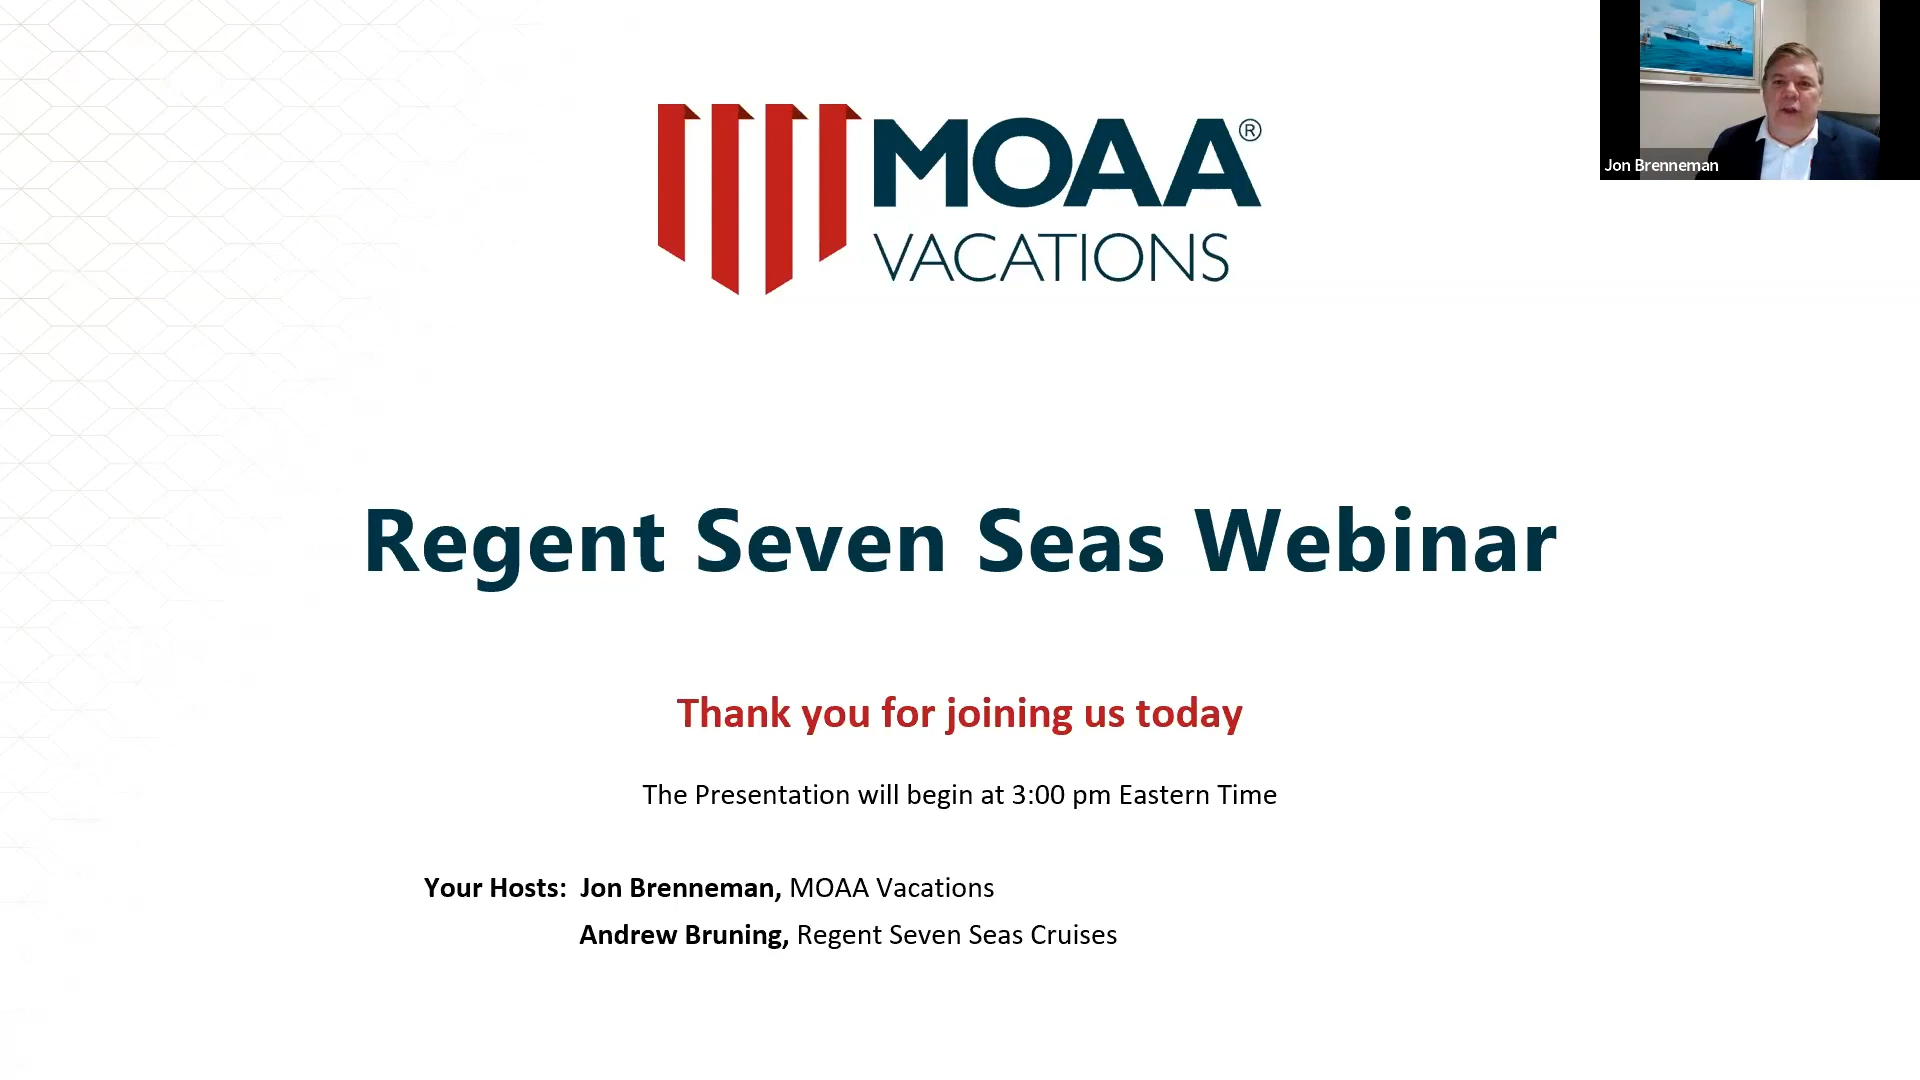 MOAA®
VACATIONS
Jon Brenneman
Regent Seven Seas Webinar
Thank you for joining us today
The Presentation will begin at 3:00 pm Eastern Time
Your Hosts: Jon Brenneman, MOAA Vacations
Andrew Bruning, Regent Seven Seas Cruises